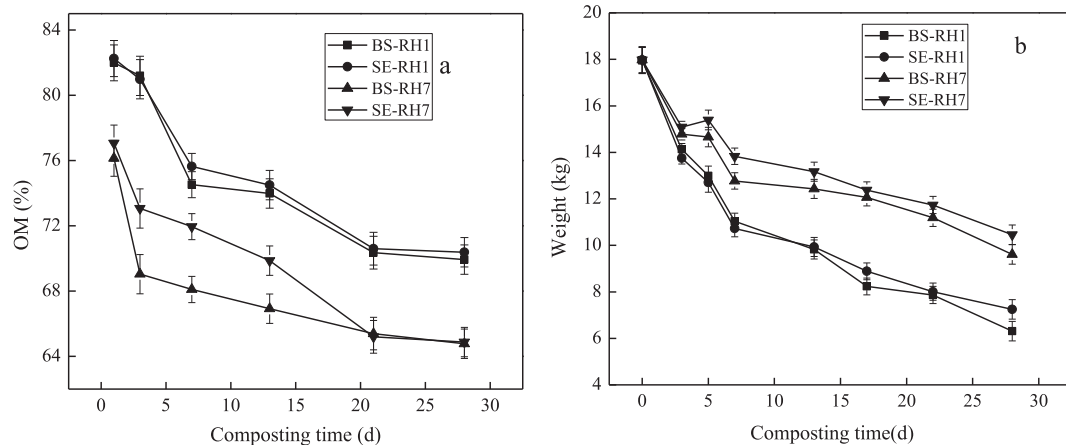 84
80
76
72
68
64
OM (%)
0 5 10 15 20 25 30
Composting time (d)
BS-RH1
SE-RH1
BS-RH7
SE-RH7
a
20
18
16
14
12
10
8
6
4
Weight (kg)
0 5 10 15 20 25 30
Composting time(d)
BS-RH1
SE-RH1
BS-RH7
SE-RH7
b